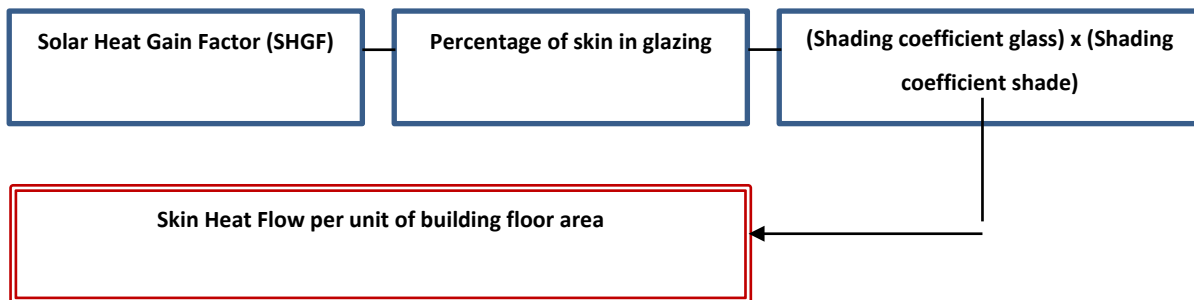 Solar Heat Gain Factor (SHGF)
Percentage of skin in glazing
(Shading coefficient glass) x (Shading
coefficient shade)
Skin Heat Flow per unit of building floor area